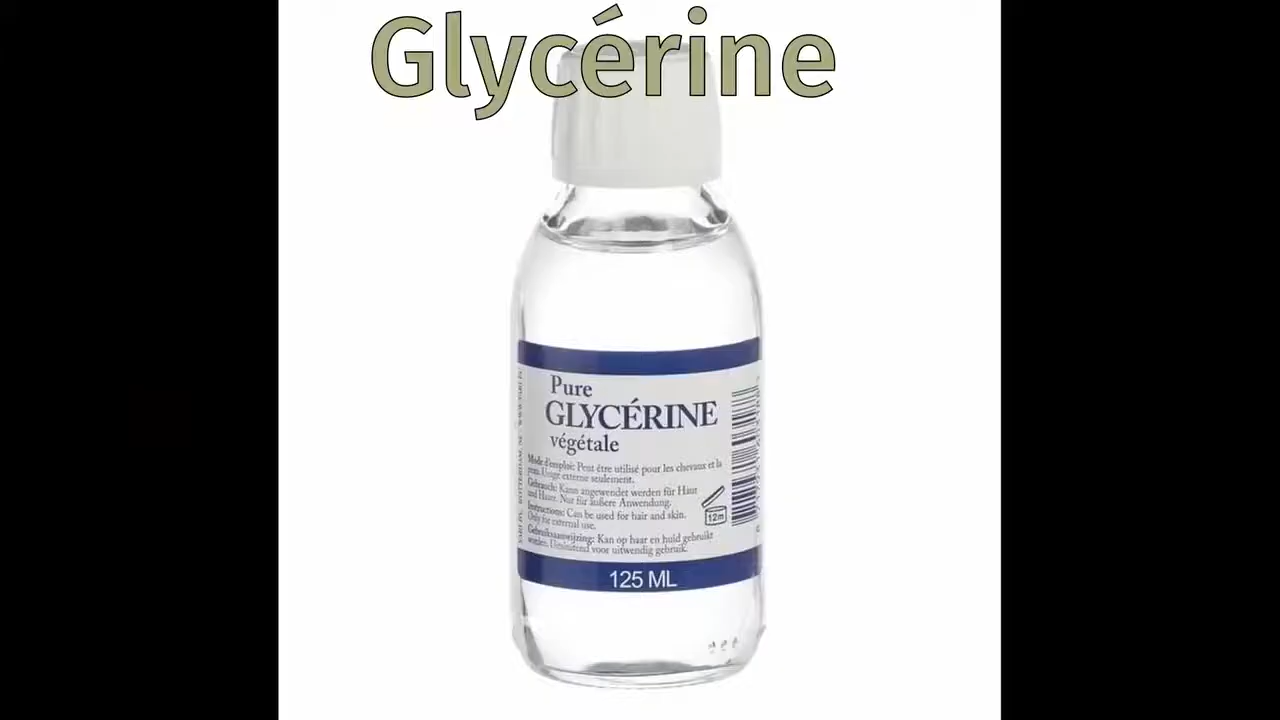 Glycérine
Pure
GLYCÉRINE
végétale
Mode d'emploi: Peut être utilisé pour les chevaux et la
peau. Usage externe seulement.
Gebrauch: Kann angewendet werden für Haut
und Haare. Nur für äußere Anwendung.
Instructions: Can be used for hair and skin.
Only for external use.
Gebruiksaanwijzing: Kan op haar en huid gebruikt
worden. Uitsluitend voor uitwendig gebruik.
12m
125 ML